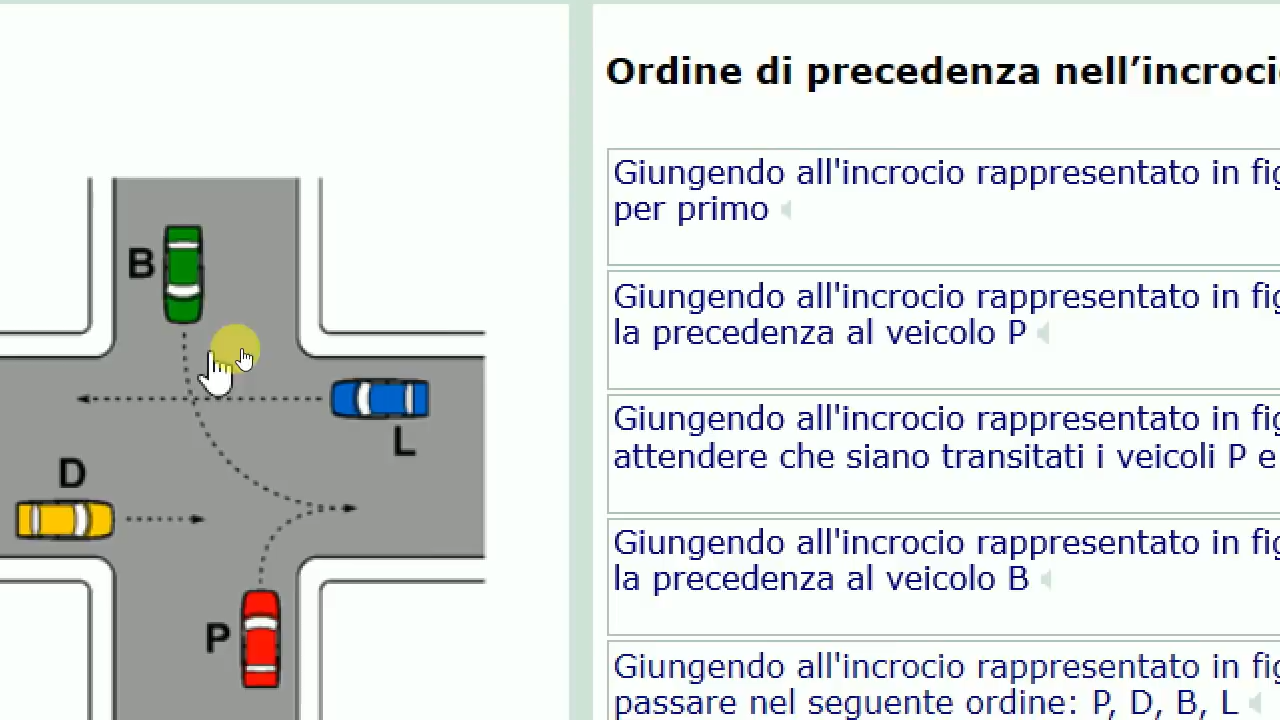 Ordine di precedenza nell'incroci
Giungendo all'incrocio rappresentato in fig
per primo
Giungendo all'incrocio rappresentato in fig
la precedenza al veicolo P
Giungendo all'incrocio rappresentato in fig
attendere che siano transitati i veicoli P e
Giungendo all'incrocio rappresentato in fig
la precedenza al veicolo B
Giungendo all'incrocio rappresentato in fig
passare nel seguente ordine: P, D, B, L
B
L
D
P